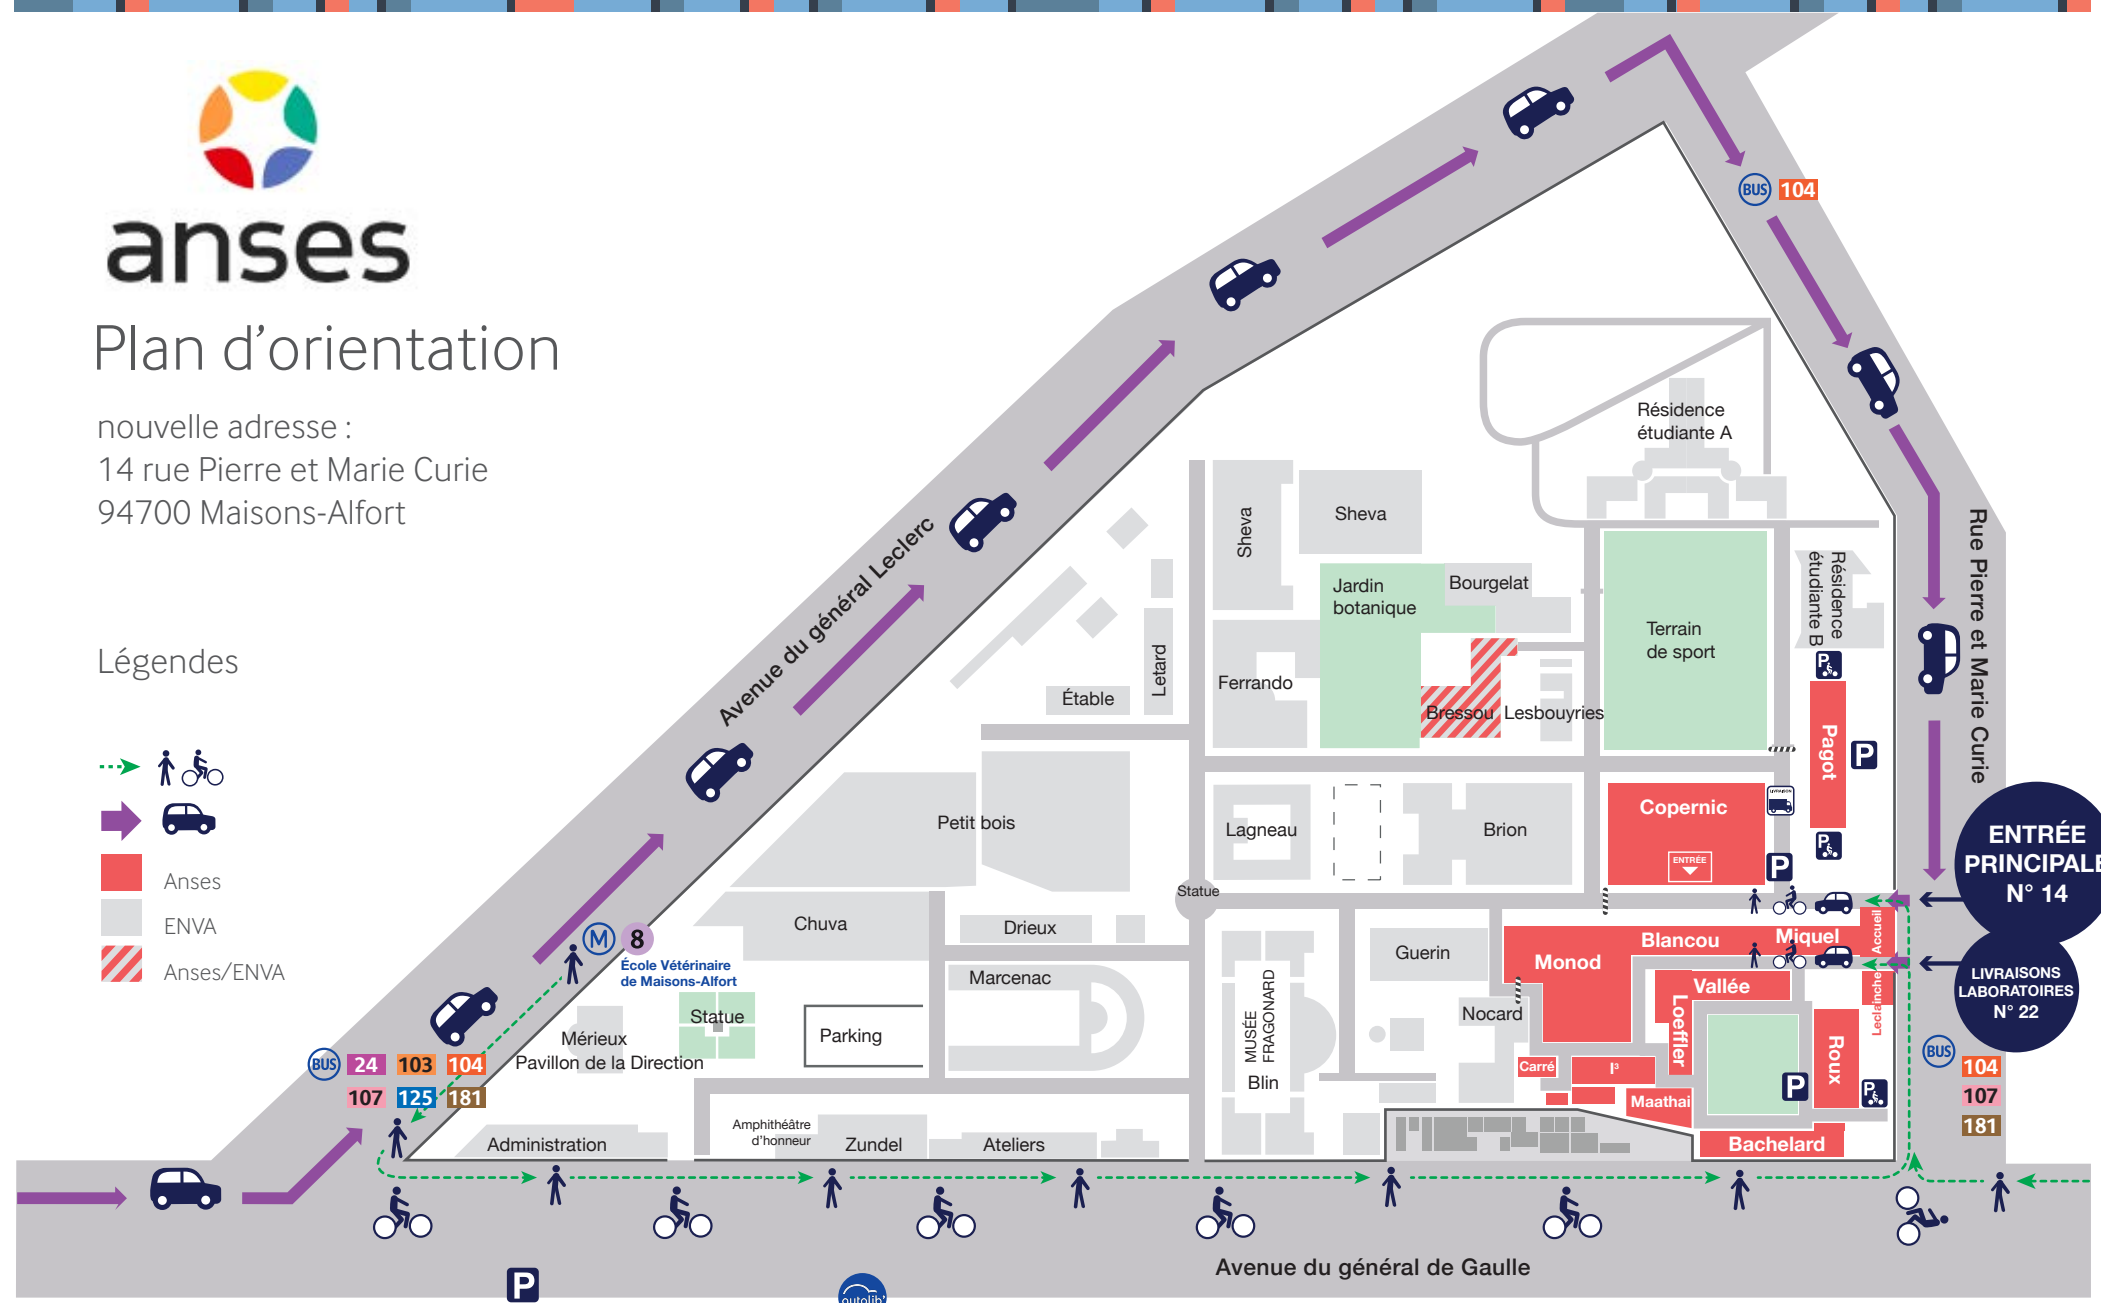 anses
Plan d'orientation
nouvelle adresse :
14 rue Pierre et Marie Curie
94700 Maisons-Alfort
Légendes
Anses
ENVA
Anses/ENVA
BUS 104
Avenue du général Leclerc
Rue Pierre et Marie Curie
Résidence
étudiante A
Résidence
étudiante B
Sheva
Sheva
Jardin
botanique
Bourgelat
Terrain
de sport
Letard
Étable
Ferrando
Bressou
Lesbouyries
P
Pagot
P
P
LIVRAISON
Copernic
ENTRÉE
P
Petit bois
Lagneau
Brion
ENTRÉE
PRINCIPALE
N° 14
Statue
Chuva
Drieux
Marcenac
Guerin
Monod
Blancou
Miquel
Accueil
Leclainche
LIVRAISONS
LABORATOIRES
N° 22
M 8
École Vétérinaire
de Maisons-Alfort
Statue
Mérieux
Pavillon de la Direction
Parking
MUSÉE
FRAGONARD
Blin
Nocard
Vallée
Loeffler
Roux
Carré
I³
Maathai
P
P
Bachelard
BUS 24 103 104
107 125 181
BUS
104
107
181
Administration
Amphithéâtre
d'honneur
Zundel
Ateliers
Avenue du général de Gaulle
P
autolib'